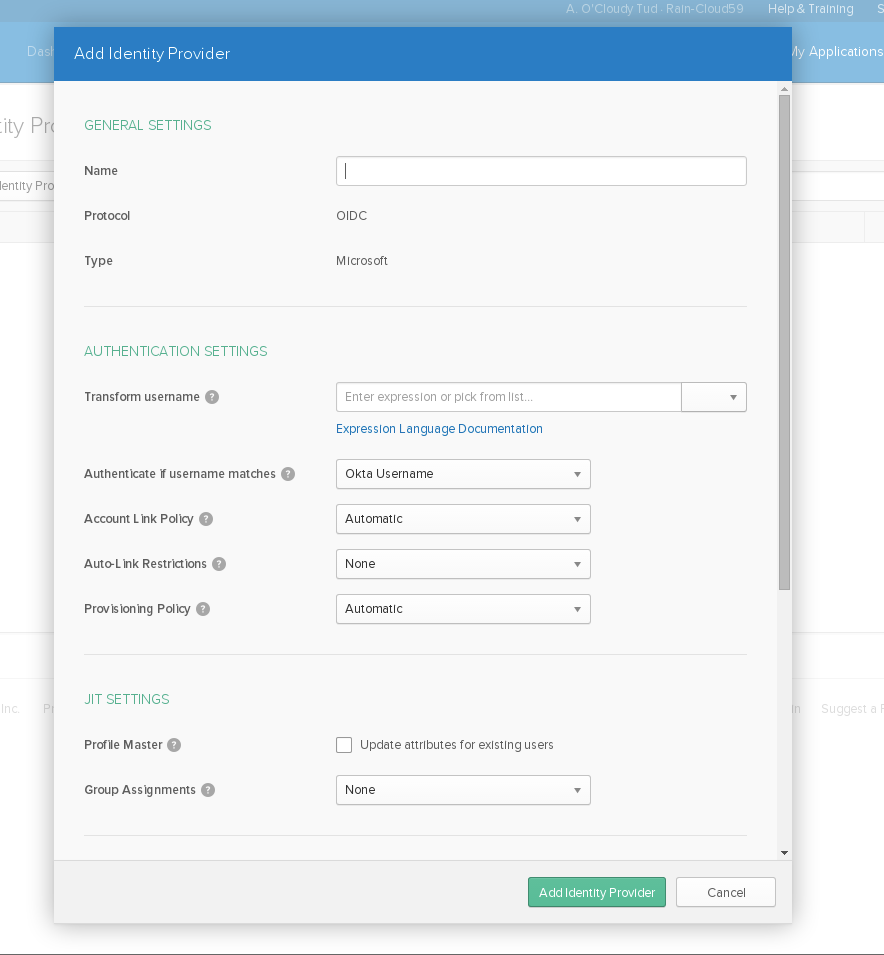 A. O'Cloudy Tud · Rain-Cloud59 Help & Training S
Dash My Applications
Add Identity Provider
tity Pro
GENERAL SETTINGS
Name
dentity Pro
Protocol OIDC
Type Microsoft
AUTHENTICATION SETTINGS
Transform username ? Enter expression or pick from list...
Expression Language Documentation
Authenticate if username matches ? Okta Username
Account Link Policy ? Automatic
Auto-Link Restrictions ? None
Provisioning Policy ? Automatic
JIT SETTINGS
Inc. Pr in Suggest a F
Profile Master ? Update attributes for existing users
Group Assignments ? None
Add Identity Provider Cancel